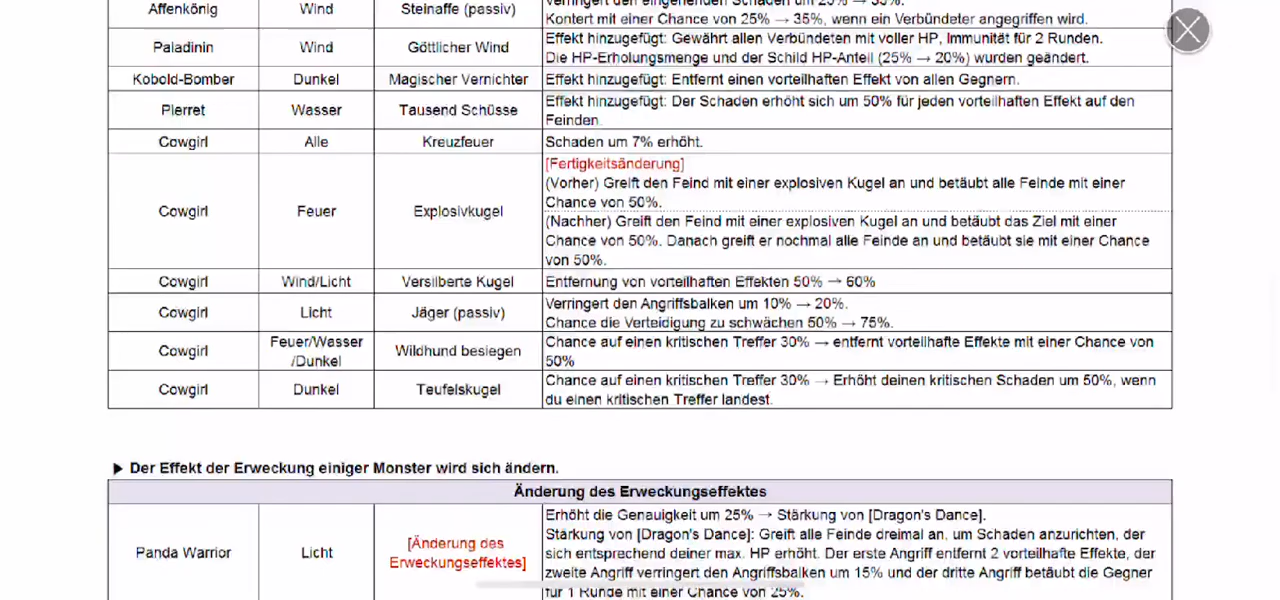 Affenkönig Wind Steinaffe (passiv) Verringert den eingehenden Schaden um 25% → 35%.
Kontert mit einer Chance von 25% → 35%, wenn ein Verbündeter angegriffen wird.
Paladinin Wind Göttlicher Wind Effekt hinzugefügt: Gewährt allen Verbündeten mit voller HP, Immunität für 2 Runden.
Die HP-Erholungsmenge und der Schild HP-Anteil (25% → 20%) wurden geändert.
Kobold-Bomber Dunkel Magischer Vernichter Effekt hinzugefügt: Entfernt einen vorteilhaften Effekt von allen Gegnern.
Pierret Wasser Tausend Schüsse Effekt hinzugefügt: Der Schaden erhöht sich um 50% für jeden vorteilhaften Effekt auf den
Feinden.
Cowgirl Alle Kreuzfeuer Schaden um 7% erhöht.
Cowgirl Feuer Explosivkugel [Fertigkeitsänderung]
(Vorher) Greift den Feind mit einer explosiven Kugel an und betäubt alle Feinde mit einer
Chance von 50%.
(Nachher) Greift den Feind mit einer explosiven Kugel an und betäubt das Ziel mit einer
Chance von 50%. Danach greift er nochmal alle Feinde an und betäubt sie mit einer Chance
von 50%.
Cowgirl Wind/Licht Versilberte Kugel Entfernung von vorteilhaften Effekten 50% → 60%
Cowgirl Licht Jäger (passiv) Verringert den Angriffsbalken um 10% → 20%.
Chance die Verteidigung zu schwächen 50% → 75%.
Cowgirl Feuer/Wasser
/Dunkel Wildhund besiegen Chance auf einen kritischen Treffer 30% → entfernt vorteilhafte Effekte mit einer Chance von
50%
Cowgirl Dunkel Teufelskugel Chance auf einen kritischen Treffer 30% → Erhöht deinen kritischen Schaden um 50%, wenn
du einen kritischen Treffer landest.
▶ Der Effekt der Erweckung einiger Monster wird sich ändern.
Änderung des Erweckungseffektes
Panda Warrior Licht [Änderung des
Erweckungseffektes] Erhöht die Genauigkeit um 25% → Stärkung von [Dragon's Dance].
Stärkung von [Dragon's Dance]: Greift alle Feinde dreimal an, um Schaden anzurichten, der
sich entsprechend deiner max. HP erhöht. Der erste Angriff entfernt 2 vorteilhafte Effekte, der
zweite Angriff verringert den Angriffsbalken um 15% und der dritte Angriff betäubt die Gegner
für 1 Runde mit einer Chance von 25%.